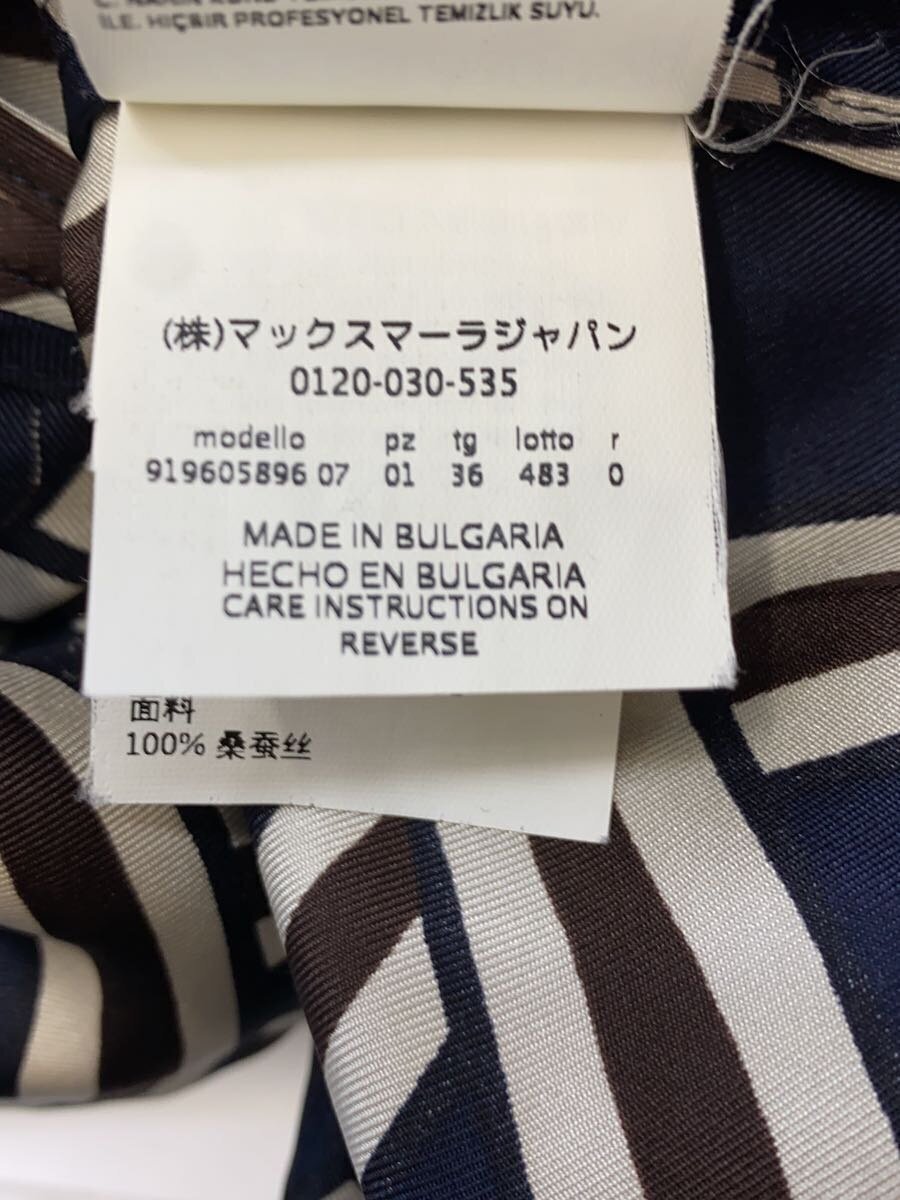 İLE. HİÇBİR PROFESYONEL TEMIZLIK SUYU.
(株)マックスマーラジャパン
0120-030-535
modello pz tg lotto r
919605896 07 01 36 483 0
MADE IN BULGARIA
HECHO EN BULGARIA
CARE INSTRUCTIONS ON
REVERSE
面料
100% 桑蚕丝